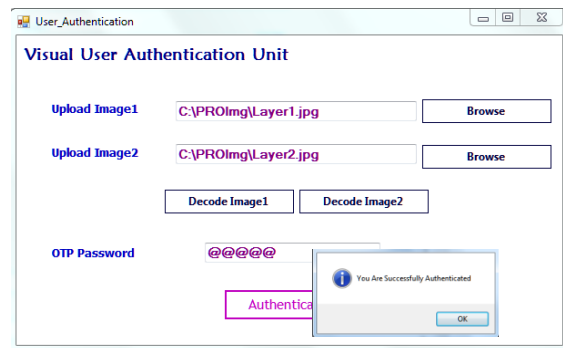 User_Authentication
Visual User Authentication Unit
Upload Image1 C:\PROImg\Layer1.jpg Browse
Upload Image2 C:\PROImg\Layer2.jpg Browse
Decode Image1 Decode Image2
OTP Password @@@@@
You Are Successfully Authenticated
Authentica
OK